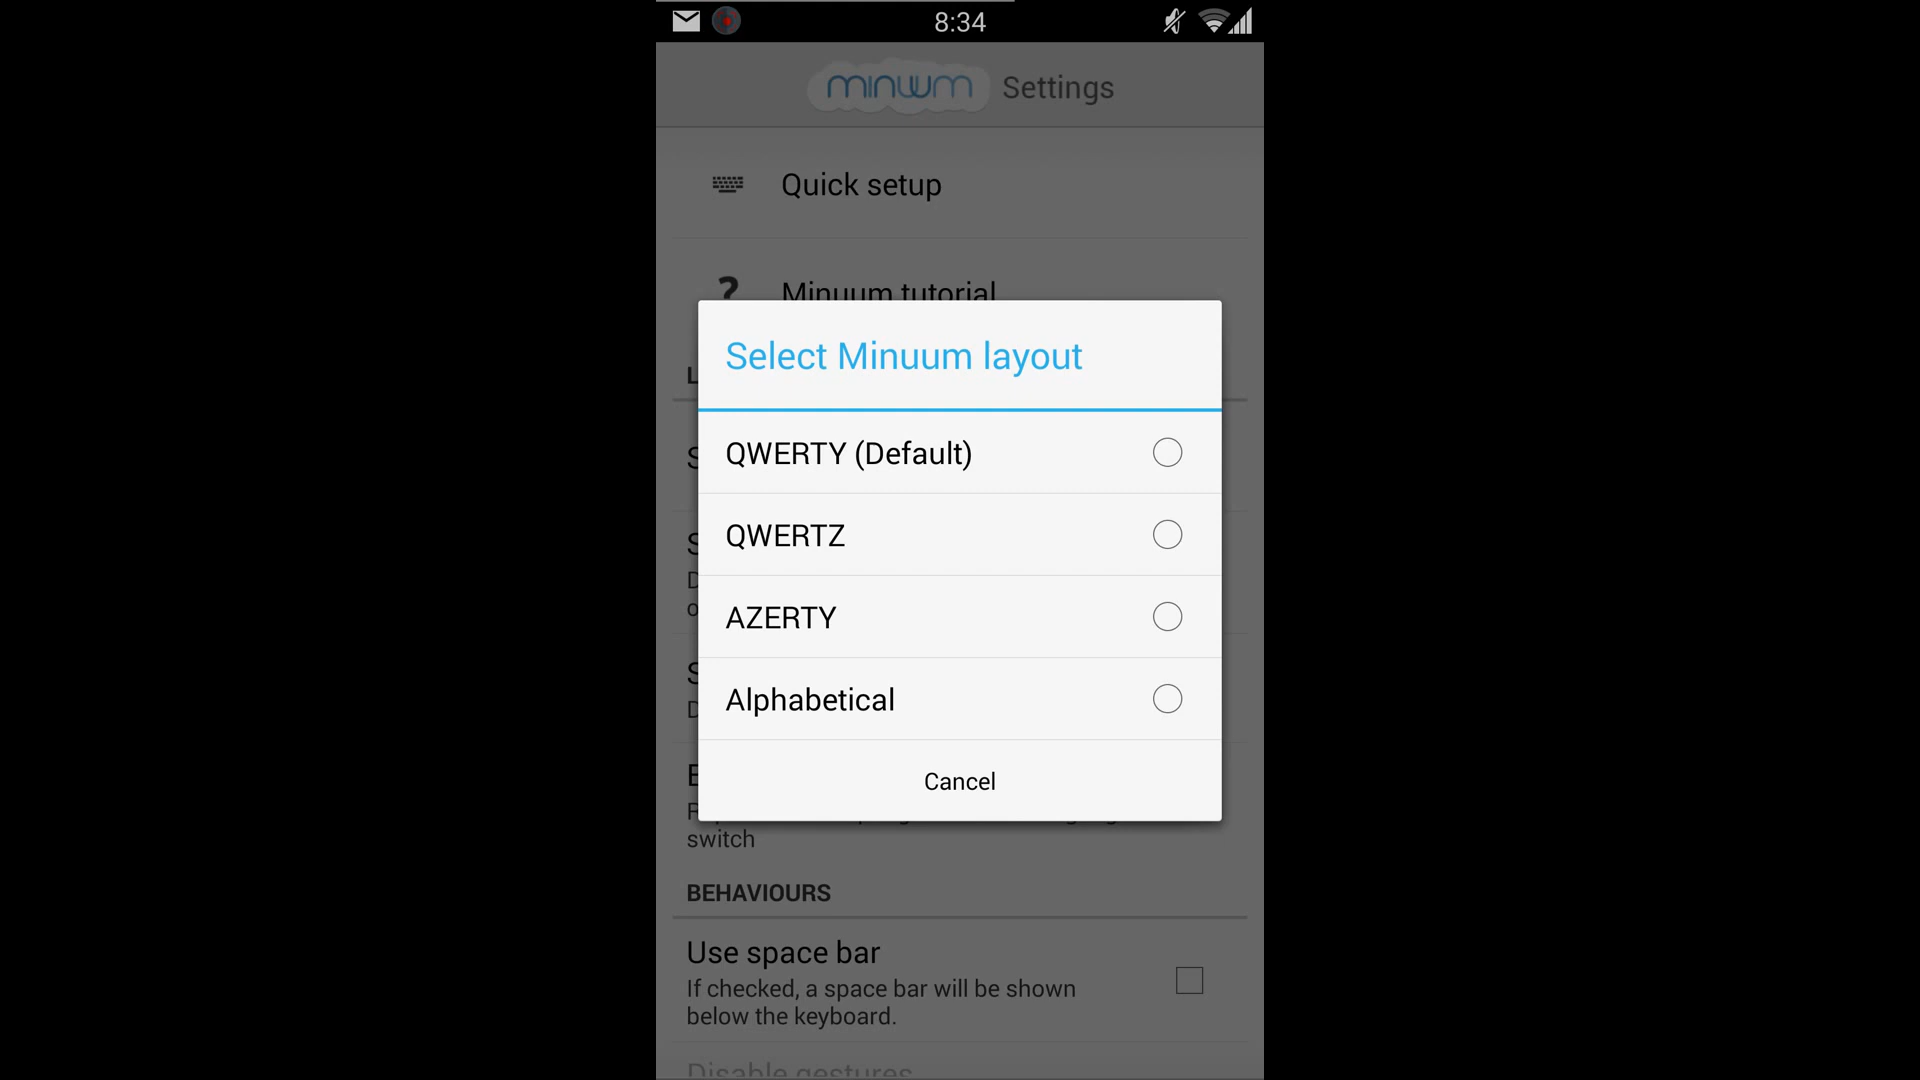 8:34
minuum Settings
Quick setup
Minuum tutorial
Select Minuum layout
QWERTY (Default)
QWERTZ
AZERTY
Alphabetical
Cancel
switch
BEHAVIOURS
Use space bar
If checked, a space bar will be shown
below the keyboard.
Disable gestures